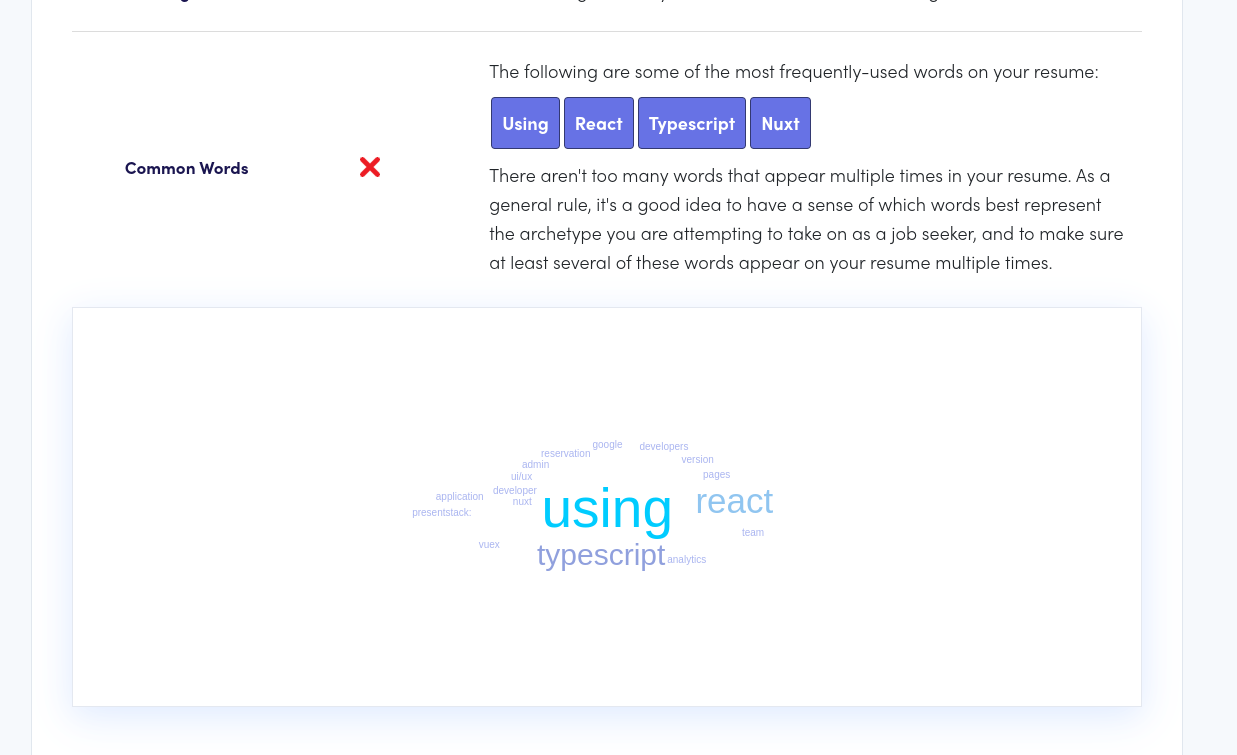 The following are some of the most frequently-used words on your resume:
Using React Typescript Nuxt
Common Words
There aren't too many words that appear multiple times in your resume. As a
general rule, it's a good idea to have a sense of which words best represent
the archetype you are attempting to take on as a job seeker, and to make sure
at least several of these words appear on your resume multiple times.
google
developers
reservation
version
admin
pages
ui/ux
developer
application
nuxt
using
react
presentstack:
team
vuex
typescript
analytics